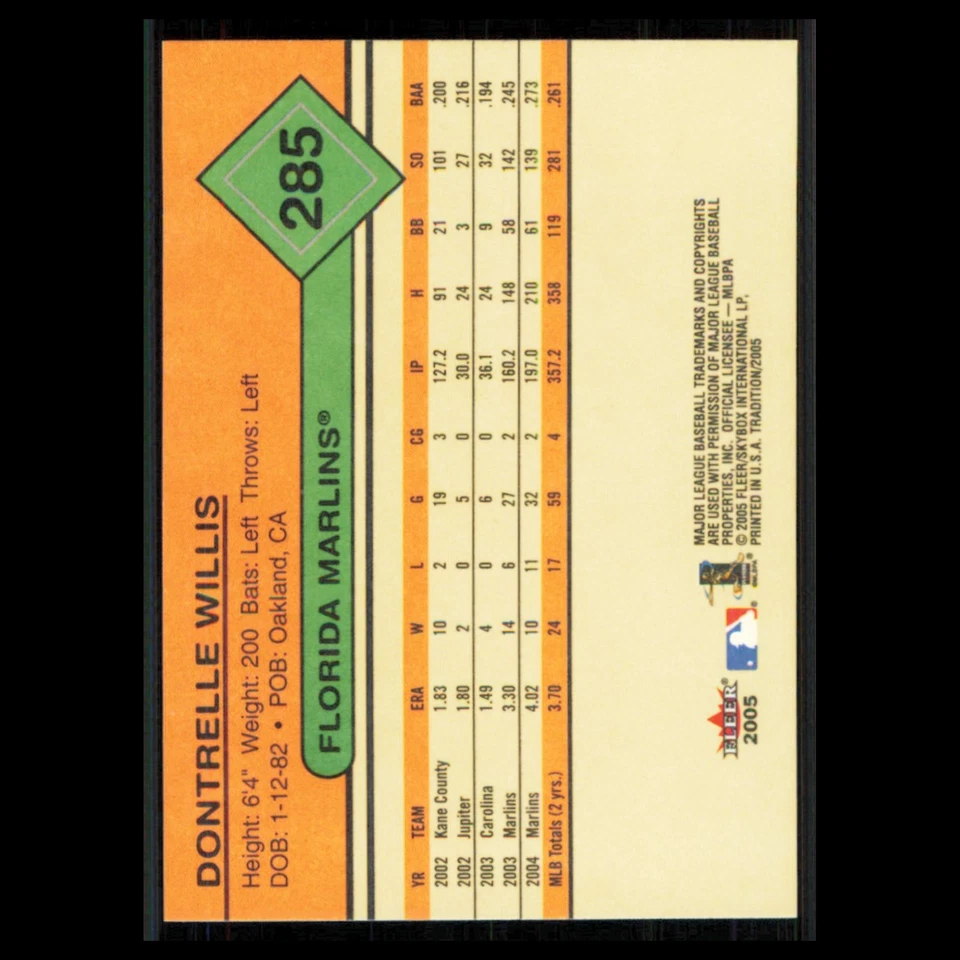 DONTRELLE WILLIS
Height: 6'4" Weight: 200 Bats: Left Throws: Left
DOB: 1-12-82 • POB: Oakland, CA
285
FLORIDA MARLINS®
YR TEAM ERA W L G CG IP H BB SO BAA
2002 Kane County 1.83 10 2 19 3 127.2 91 21 101 .200
2002 Jupiter 1.80 2 0 5 0 30.0 24 3 27 .216
2003 Carolina 1.49 4 0 6 0 36.1 24 9 32 .194
2003 Marlins 3.30 14 6 27 2 160.2 148 58 142 .245
2004 Marlins 4.02 10 11 32 2 197.0 210 61 139 .273
MLB Totals (2 yrs.) 3.70 24 17 59 4 357.2 358 119 281 .261
FLEER®
2005
MAJOR LEAGUE BASEBALL TRADEMARKS AND COPYRIGHTS
ARE USED WITH PERMISSION OF MAJOR LEAGUE BASEBALL
PROPERTIES, INC. OFFICIAL LICENSEE — MLBPA
© 2005 FLEER/SKYBOX INTERNATIONAL LP.
PRINTED IN U.S.A. TRADITION/2005